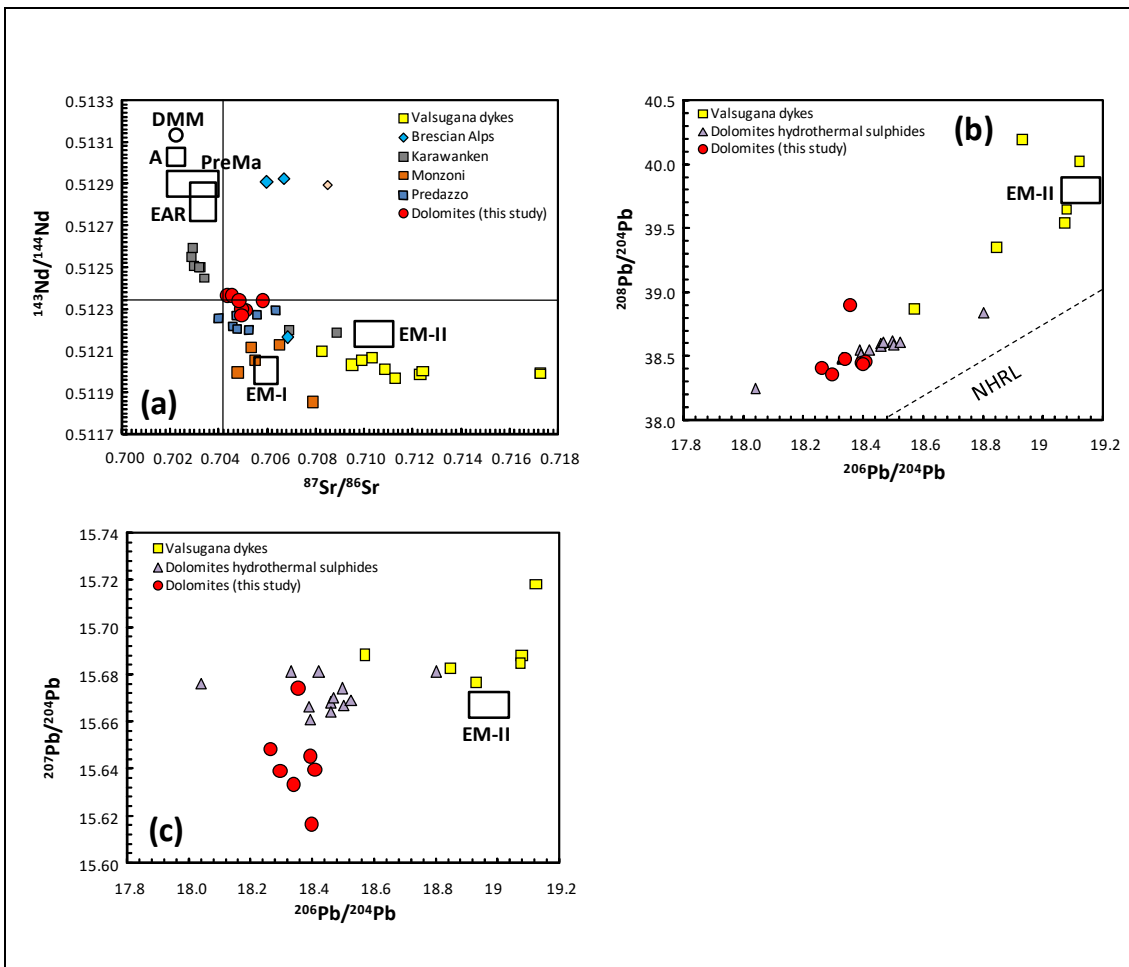 0.5133
0.5131
0.5129
0.5127
0.5125
0.5123
0.5121
0.5119
0.5117
143Nd/144Nd
DMM
A
PreMa
EAR
(a)
Valsugana dykes
Brescian Alps
Karawanken
Monzoni
Predazzo
Dolomites (this study)
EM-II
EM-I
0.700 0.702 0.704 0.706 0.708 0.710 0.712 0.714 0.716 0.718
87Sr/86Sr
40.5
40.0
39.5
39.0
38.5
38.0
208Pb/204Pb
Valsugana dykes
Dolomites hydrothermal sulphides
Dolomites (this study)
(b)
EM-II
NHRL
17.8 18.0 18.2 18.4 18.6 18.8 19 19.2
206Pb/204Pb
15.74
15.72
15.70
15.68
15.66
15.64
15.62
15.60
207Pb/204Pb
Valsugana dykes
Dolomites hydrothermal sulphides
Dolomites (this study)
EM-II
(c)
17.8 18.0 18.2 18.4 18.6 18.8 19 19.2
206Pb/204Pb